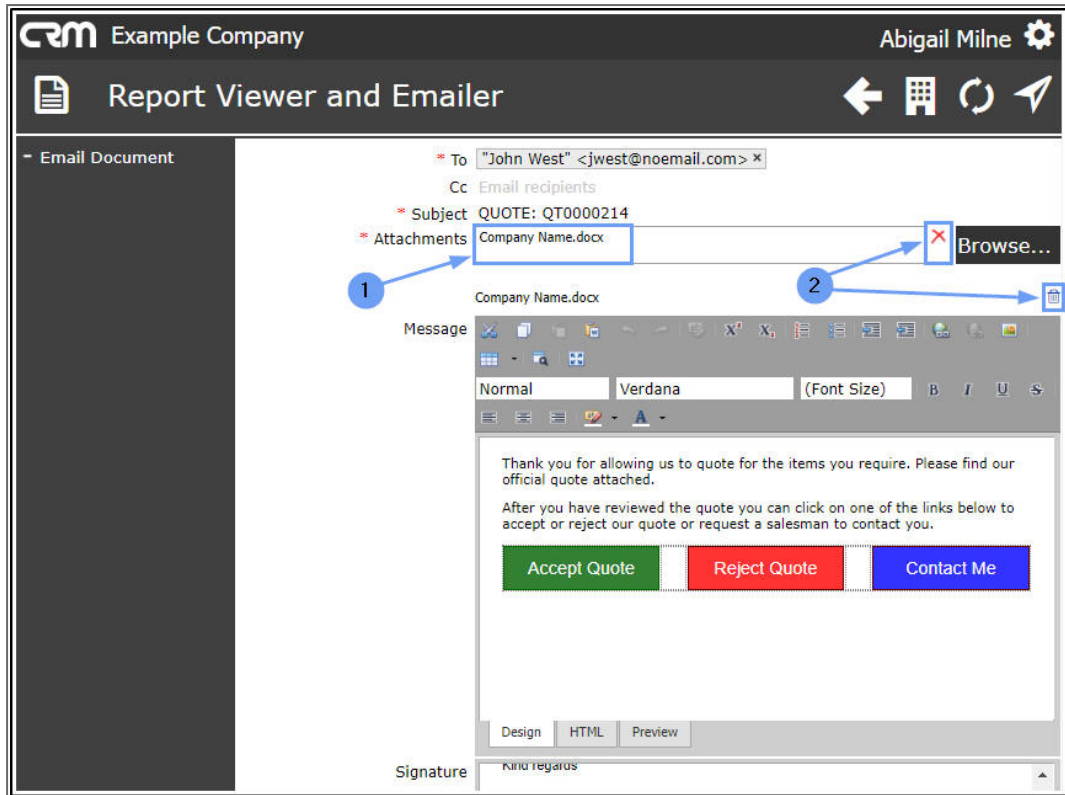 CRM Example Company
Abigail Milne
Report Viewer and Emailer
- Email Document
* To "John West" <jwest@noemail.com> ×
Cc Email recipients
* Subject QUOTE: QT0000214
* Attachments Company Name.docx
Browse...
1
2
Company Name.docx
Message
Normal Verdana (Font Size) B I U S
A
Thank you for allowing us to quote for the items you require. Please find our
official quote attached.
After you have reviewed the quote you can click on one of the links below to
accept or reject our quote or request a salesman to contact you.
Accept Quote Reject Quote Contact Me
Design HTML Preview
Signature Kind regards